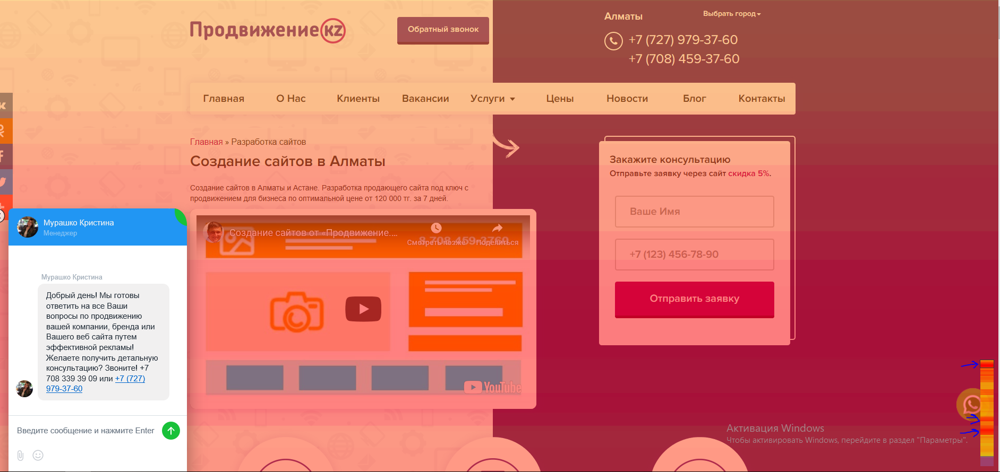 Продвижение KZ
Обратный звонок
Алматы
Выбрать город
+7 (727) 979-37-60
+7 (708) 459-37-60
Главная О Нас Клиенты Вакансии Услуги Цены Новости Блог Контакты
Главная » Разработка сайтов
Создание сайтов в Алматы
Создание сайтов в Алматы и Астане. Разработка продающего сайта под ключ с
продвижением для бизнеса по оптимальной цене от 120 000 тг. за 7 дней.
Создание сайтов от «Продвижение....
Смотреть позже
Поделиться
8 708 459 3760
YouTube
Закажите консультацию
Отправьте заявку через сайт скидка 5%.
Ваше Имя
+7 (123) 456-78-90
Отправить заявку
Мурашко Кристина
Менеджер
Мурашко Кристина
Добрый день! Мы готовы
ответить на все Ваши
вопросы по продвижению
вашей компании, бренда или
Вашего веб сайта путем
эффективной рекламы!
Желаете получить детальную
консультацию? Звоните! +7
708 339 39 09 или +7 (727)
979-37-60
Введите сообщение и нажмите Enter
Активация Windows
Чтобы активировать Windows, перейдите в раздел "Параметры".